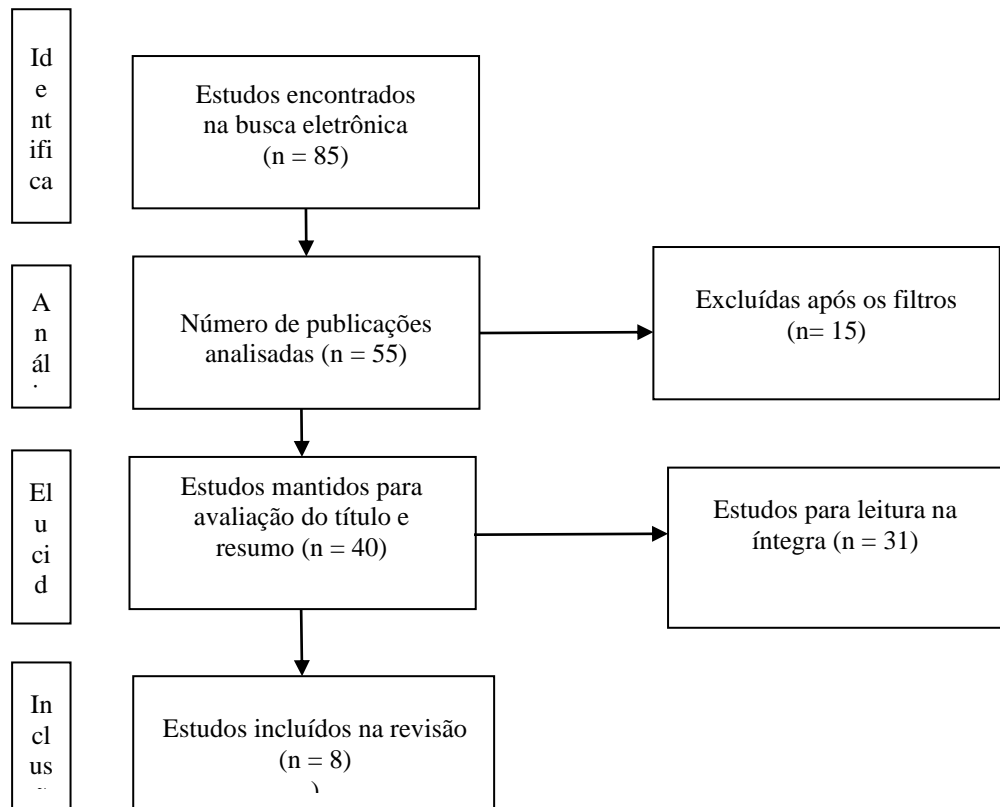 Id
e
nt
ifi
ca
Estudos encontrados
na busca eletrônica
(n = 85)
A
n
ál
Número de publicações
analisadas (n = 55)
Excluídas após os filtros
(n= 15)
El
u
ci
d
Estudos mantidos para
avaliação do título e
resumo (n = 40)
Estudos para leitura na
íntegra (n = 31)
In
cl
us
Estudos incluídos na revisão
(n = 8)
)